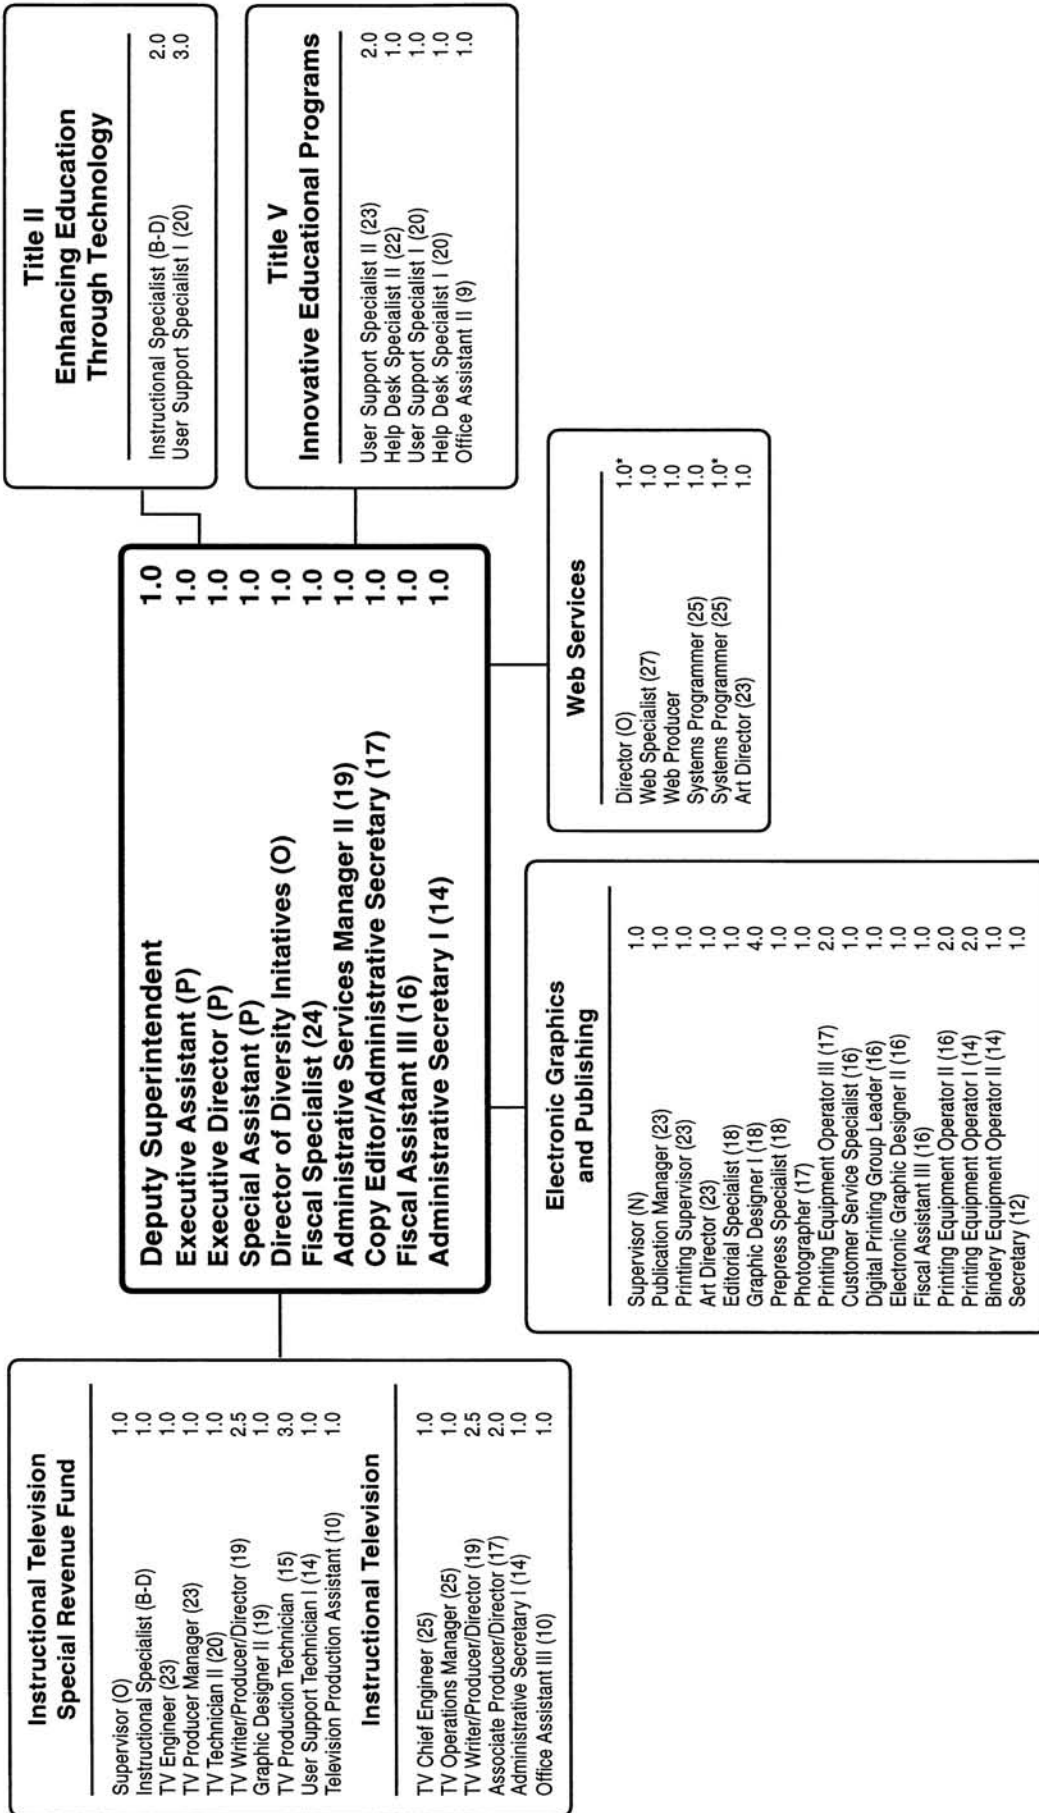 Instructional Television
Special Revenue Fund
Supervisor (O) 1.0
Instructional Specialist (B-D) 1.0
TV Engineer (23) 1.0
TV Producer Manager (23) 1.0
TV Technician II (20) 1.0
TV Writer/Producer/Director (19) 2.5
Graphic Designer II (19) 1.0
TV Production Technician (15) 3.0
User Support Technician I (14) 1.0
Television Production Assistant (10) 1.0
Instructional Television
TV Chief Engineer (25) 1.0
TV Operations Manager (25) 1.0
TV Writer/Producer/Director (19) 2.5
Associate Producer/Director (17) 2.0
Administrative Secretary I (14) 1.0
Office Assistant III (10) 1.0
Deputy Superintendent 1.0
Executive Assistant (P) 1.0
Executive Director (P) 1.0
Special Assistant (P) 1.0
Director of Diversity Initatives (O) 1.0
Fiscal Specialist (24) 1.0
Administrative Services Manager II (19) 1.0
Copy Editor/Administrative Secretary (17) 1.0
Fiscal Assistant III (16) 1.0
Administrative Secretary I (14) 1.0
Title II
Enhancing Education
Through Technology
Instructional Specialist (B-D) 2.0
User Support Specialist I (20) 3.0
Title V
Innovative Educational Programs
User Support Specialist II (23) 2.0
Help Desk Specialist II (22) 1.0
User Support Specialist I (20) 1.0
Help Desk Specialist I (20) 1.0
Office Assistant II (9) 1.0
Electronic Graphics
and Publishing
Supervisor (N) 1.0
Publication Manager (23) 1.0
Printing Supervisor (23) 1.0
Art Director (23) 1.0
Editorial Specialist (18) 1.0
Graphic Designer I (18) 4.0
Prepress Specialist (18) 1.0
Photographer (17) 1.0
Printing Equipment Operator III (17) 2.0
Customer Service Specialist (16) 1.0
Digital Printing Group Leader (16) 1.0
Electronic Graphic Designer II (16) 1.0
Fiscal Assistant III (16) 1.0
Printing Equipment Operator II (16) 2.0
Printing Equipment Operator I (14) 2.0
Bindery Equipment Operator II (14) 1.0
Secretary (12) 1.0
Web Services
Director (O) 1.0*
Web Specialist (27) 1.0
Web Producer 1.0
Systems Programmer (25) 1.0
Systems Programmer (25) 1.0*
Art Director (23) 1.0